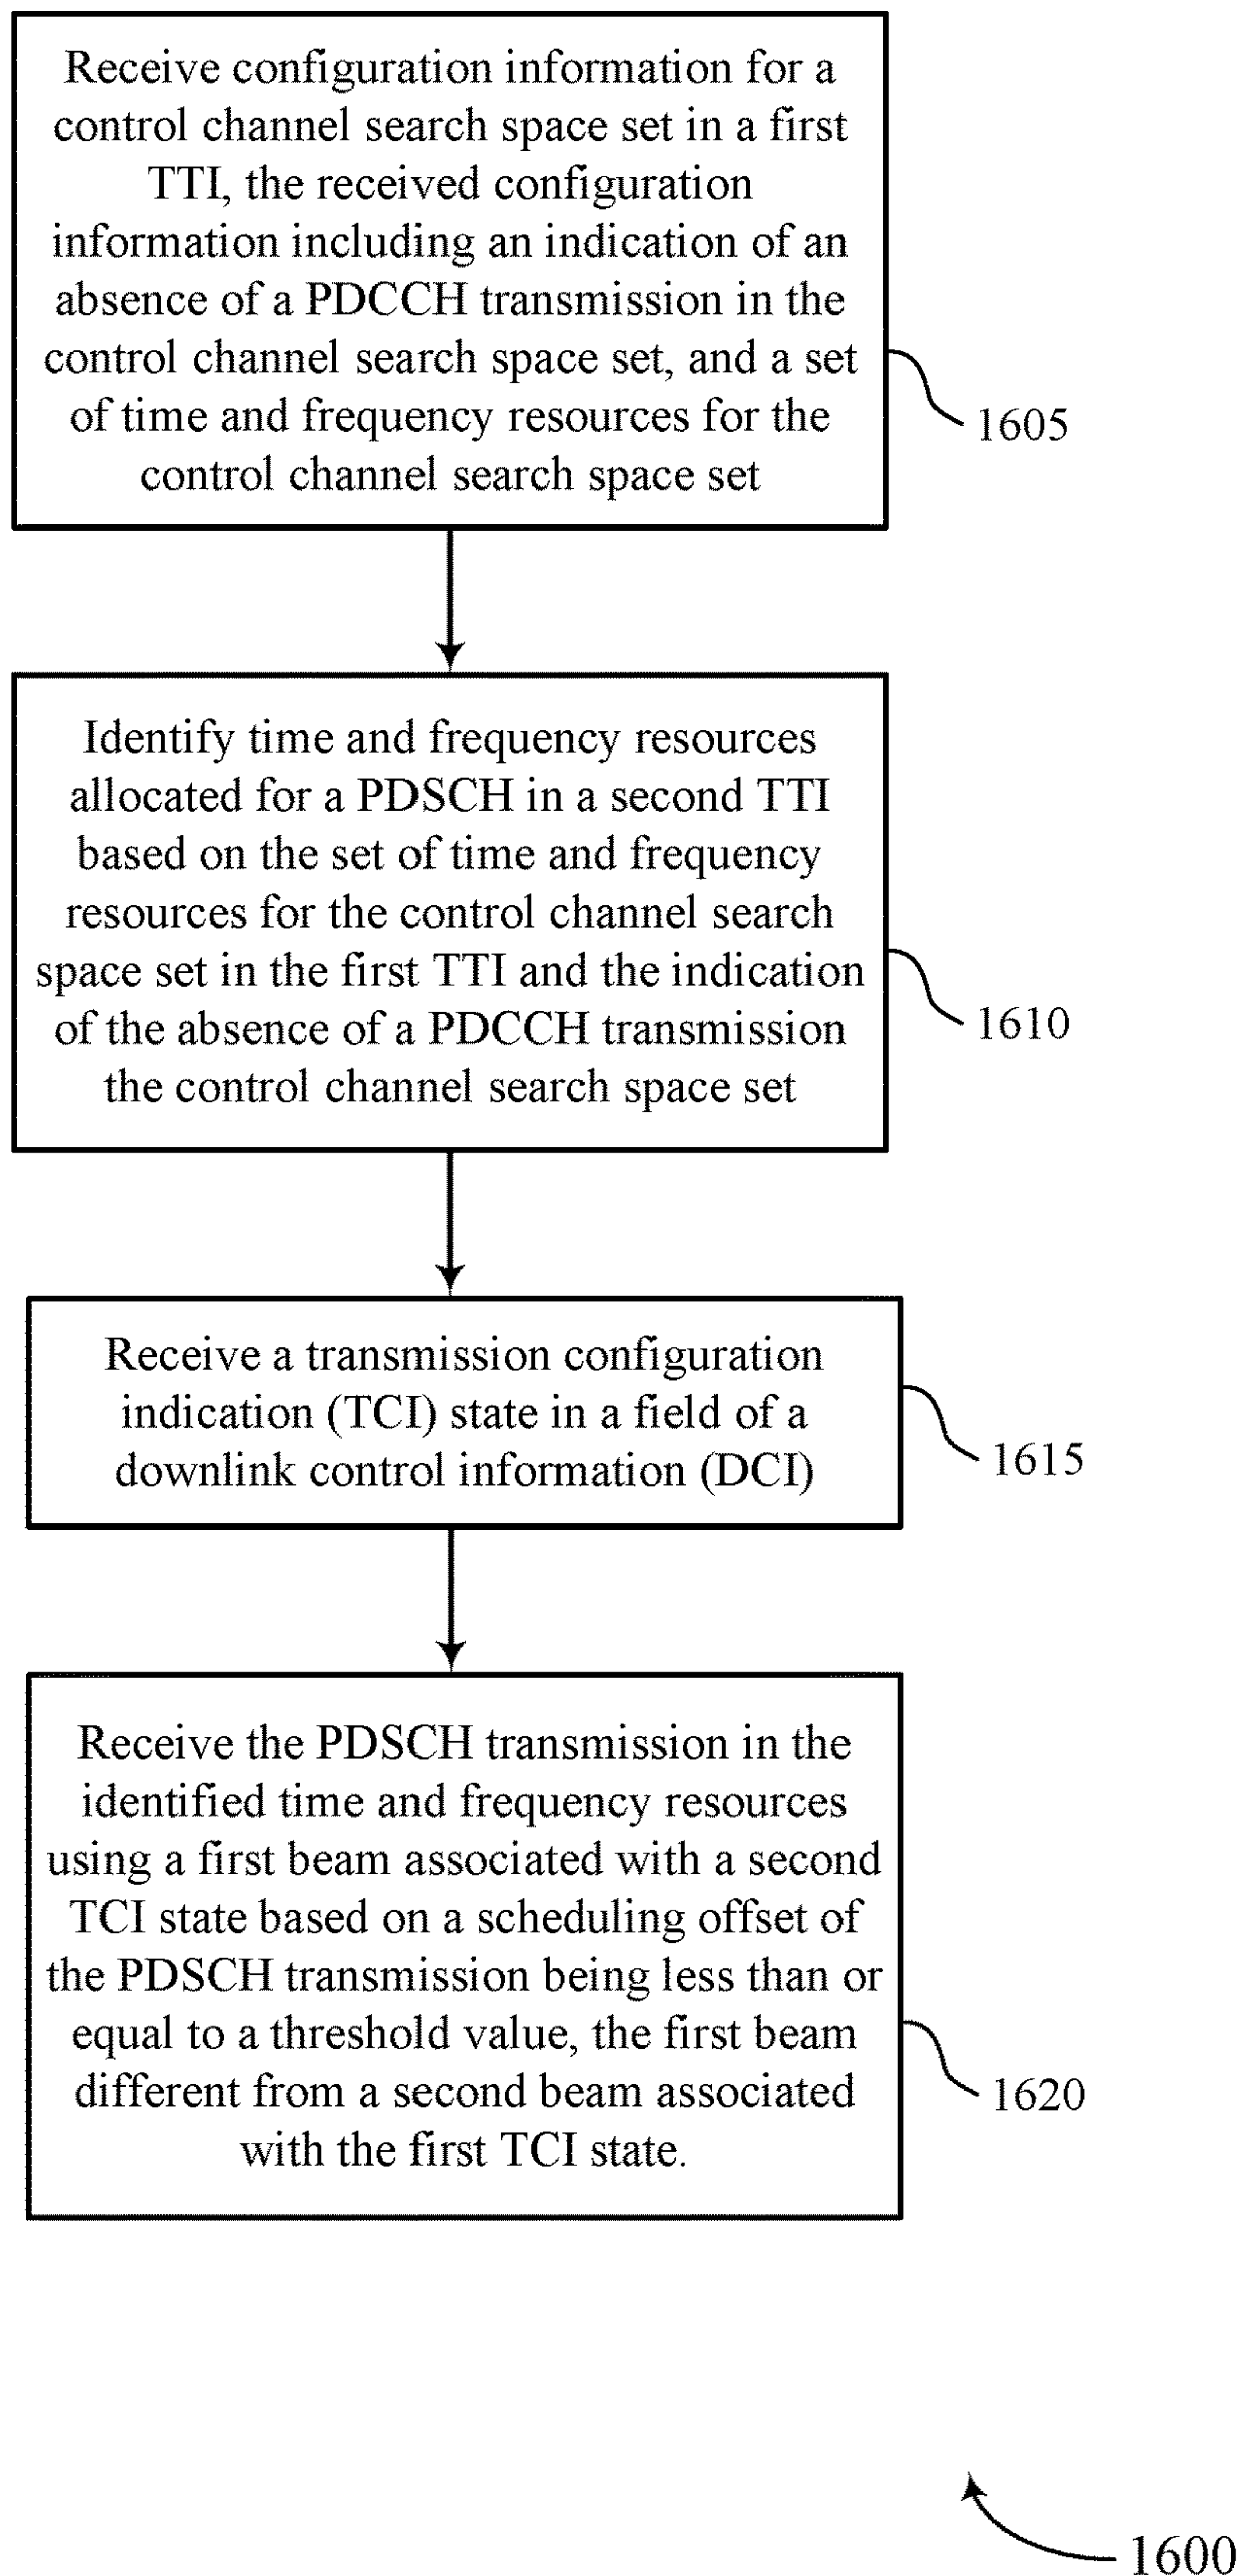 Receive configuration information for a
control channel search space set in a first
TTI, the received configuration
information including an indication of an
absence of a PDCCH transmission in the
control channel search space set, and a set
of time and frequency resources for the
control channel search space set
1605
Identify time and frequency resources
allocated for a PDSCH in a second TTI
based on the set of time and frequency
resources for the control channel search
space set in the first TTI and the indication
of the absence of a PDCCH transmission
the control channel search space set
1610
Receive a transmission configuration
indication (TCI) state in a field of a
downlink control information (DCI)
1615
Receive the PDSCH transmission in the
identified time and frequency resources
using a first beam associated with a second
TCI state based on a scheduling offset of
the PDSCH transmission being less than or
equal to a threshold value, the first beam
different from a second beam associated
with the first TCI state.
1620
1600